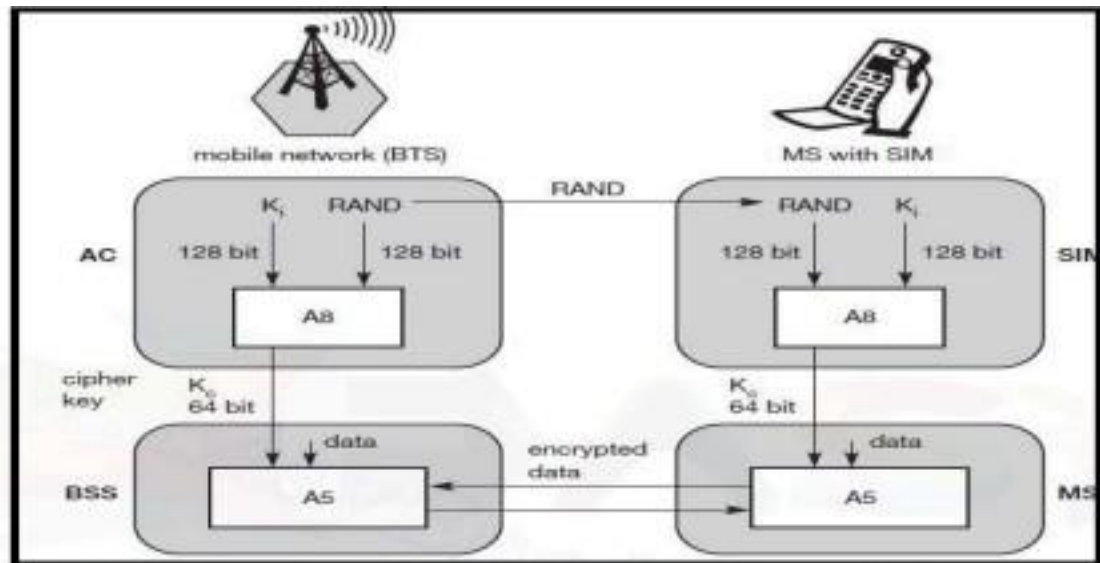 mobile network (BTS)
MS with SIM
RAND
Ki RAND
RAND Ki
AC
128 bit 128 bit
128 bit 128 bit
SIM
A8
A8
cipher
key
Kc
64 bit
Kc
64 bit
data
data
encrypted
data
BSS
A5
A5
MS